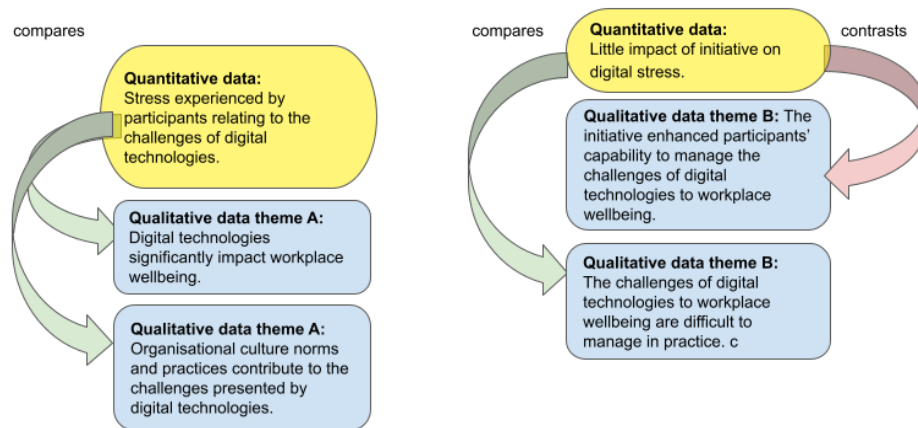 compares
Quantitative data:
Stress experienced by
participants relating to the
challenges of digital
technologies.
Qualitative data theme A:
Digital technologies
significantly impact workplace
wellbeing.
Qualitative data theme A:
Organisational culture norms
and practices contribute to the
challenges presented by
digital technologies.
compares
contrasts
Quantitative data:
Little impact of initiative on
digital stress.
Qualitative data theme B: The
initiative enhanced participants’
capability to manage the
challenges of digital
technologies to workplace
wellbeing.
Qualitative data theme B:
The challenges of digital
technologies to workplace
wellbeing are difficult to
manage in practice. c